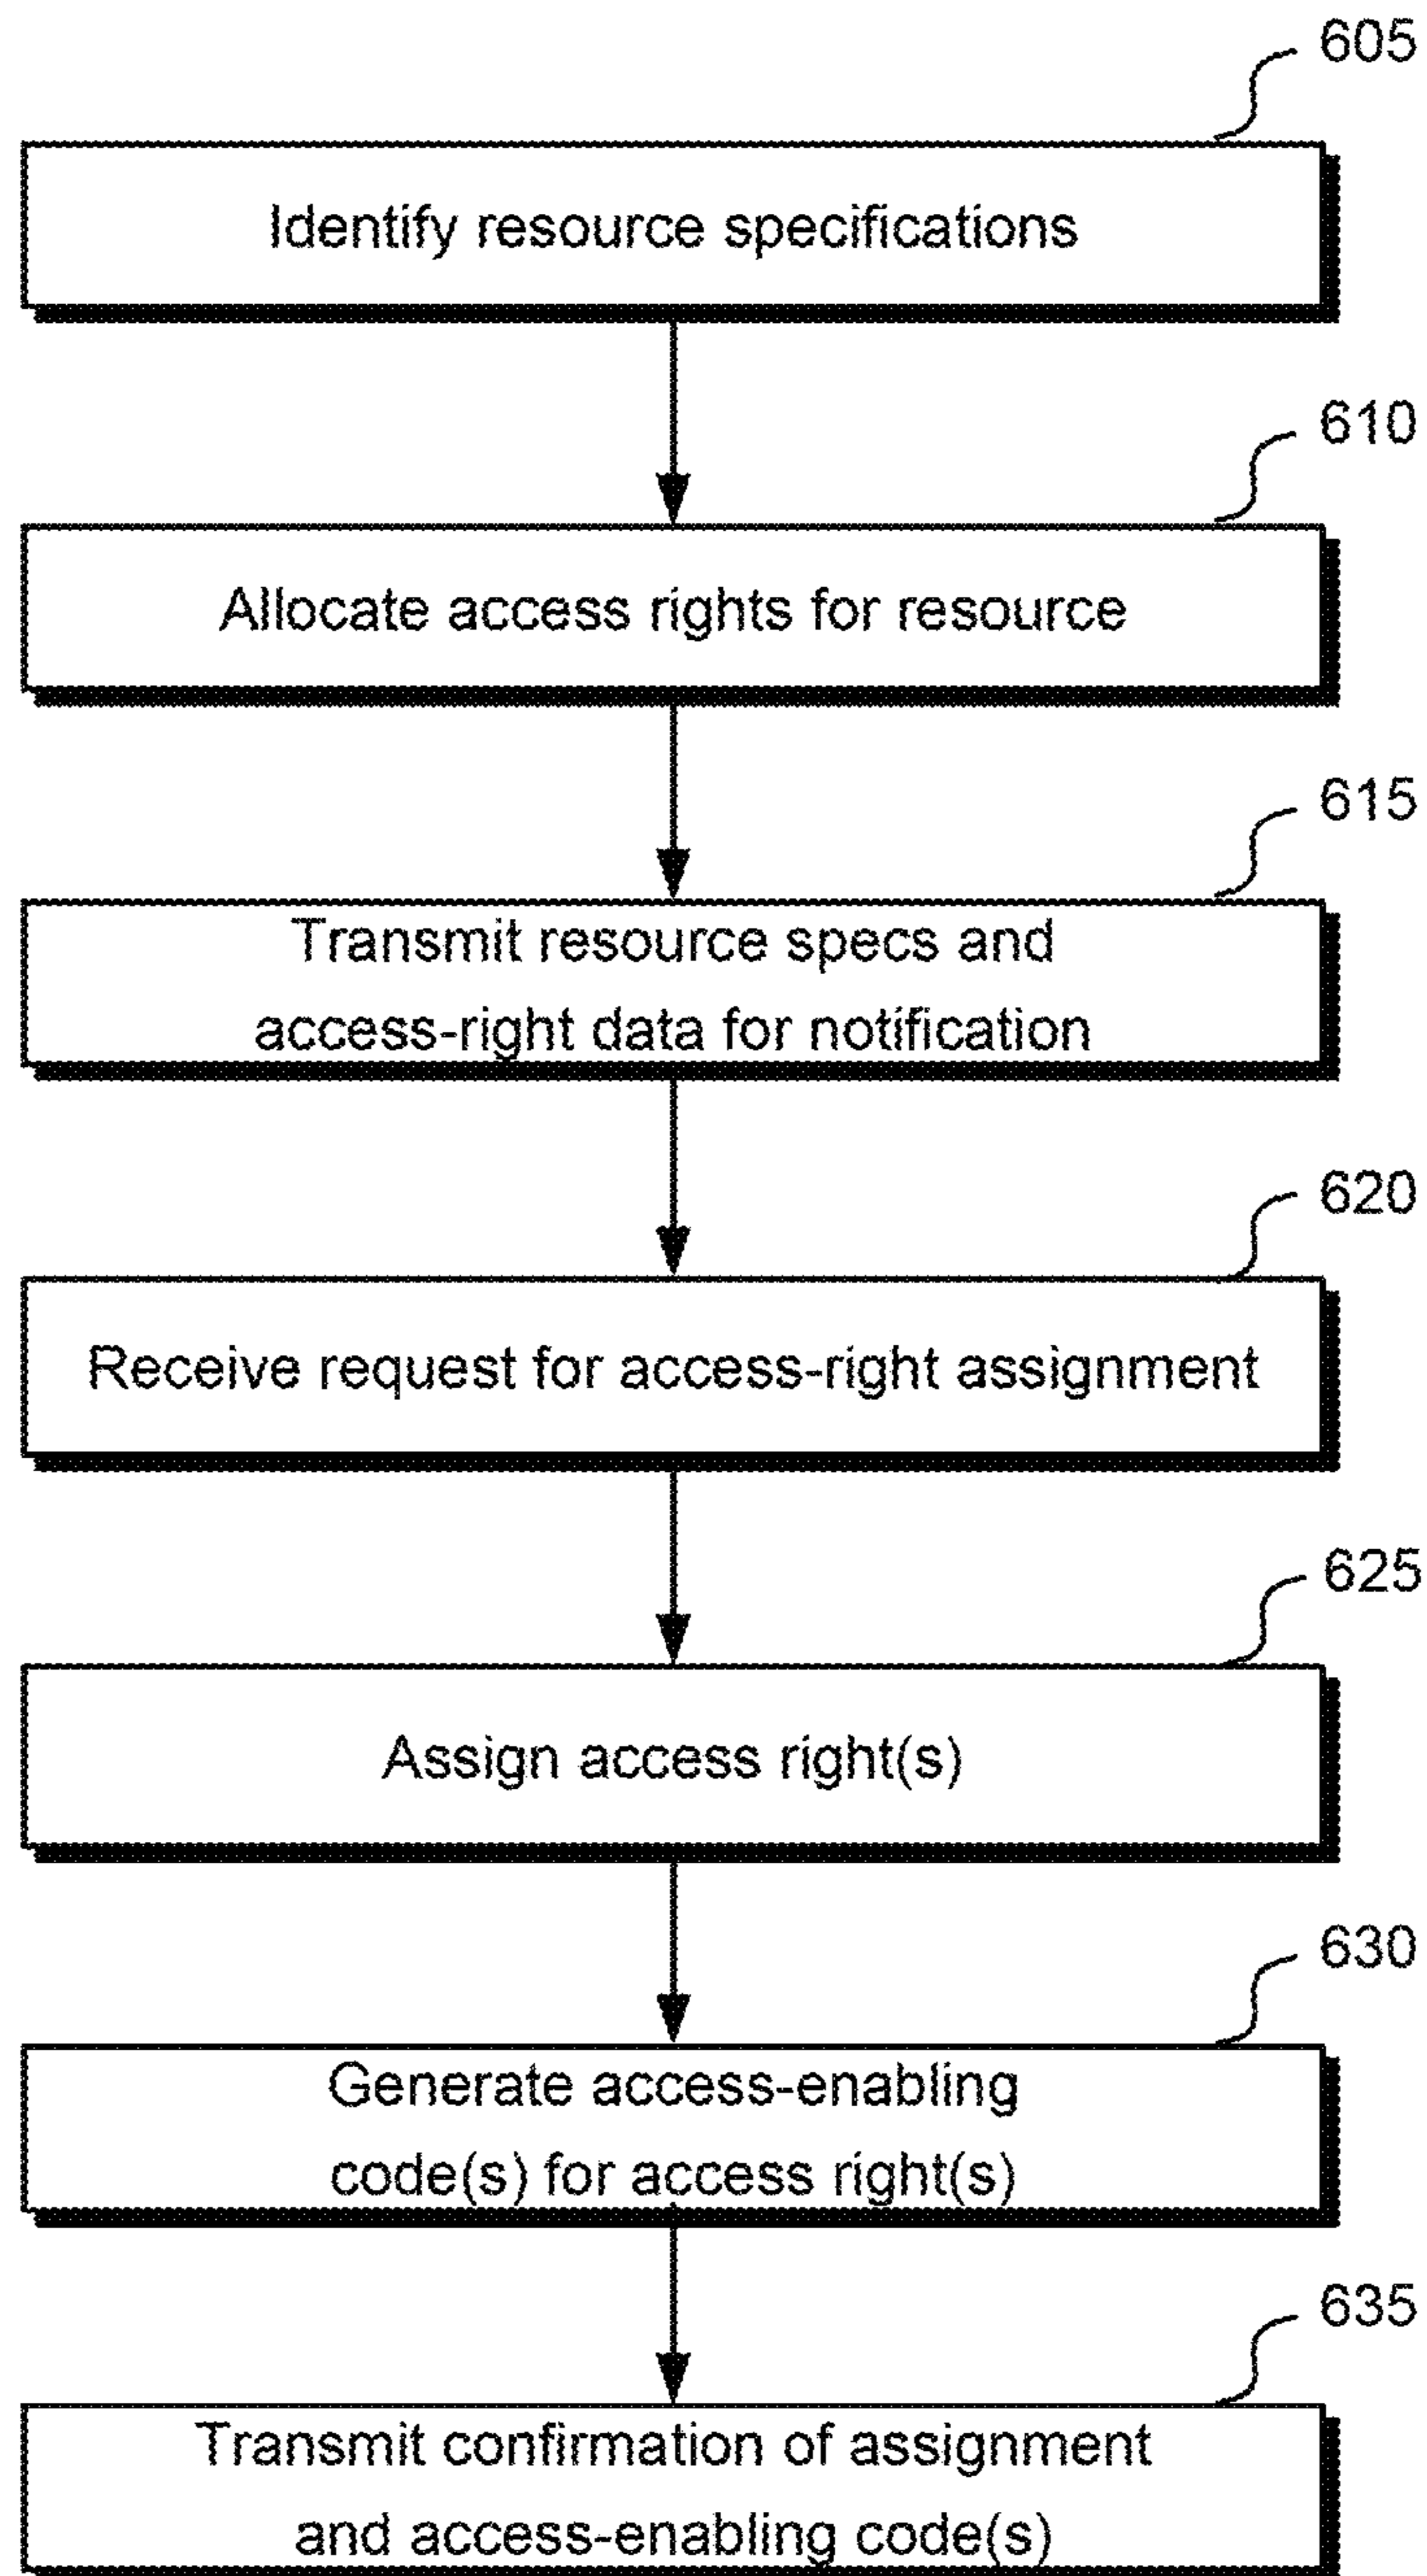 605
Identify resource specifications
610
Allocate access rights for resource
615
Transmit resource specs and
access-right data for notification
620
Receive request for access-right assignment
625
Assign access right(s)
630
Generate access-enabling
code(s) for access right(s)
635
Transmit confirmation of assignment
and access-enabling code(s)